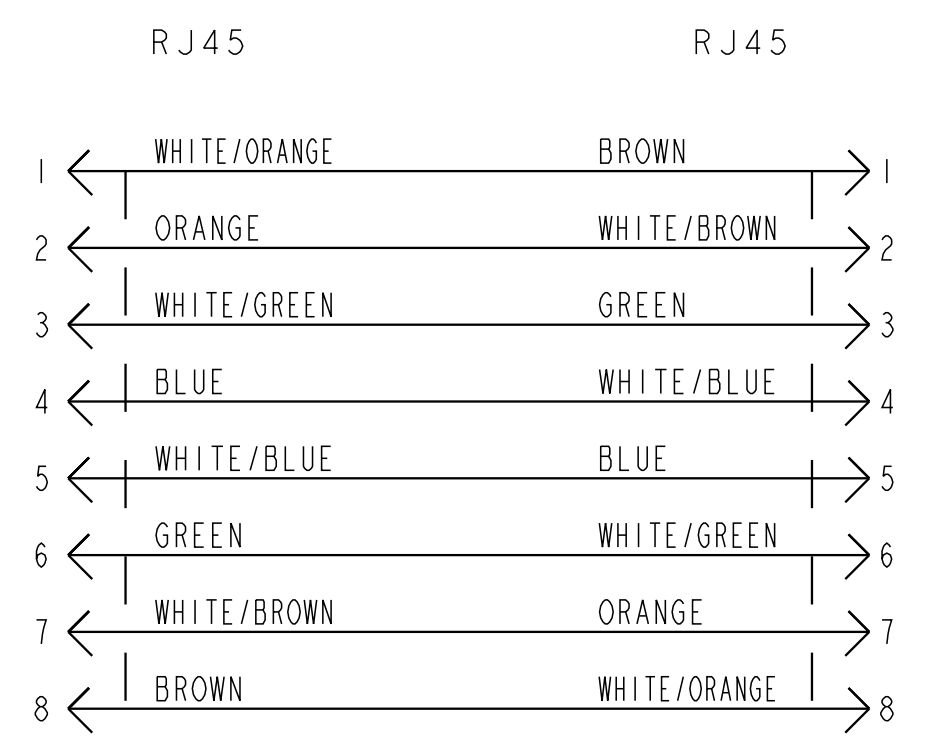 RJ45 RJ45
1 WHITE/ORANGE BROWN 1
2 ORANGE WHITE/BROWN 2
3 WHITE/GREEN GREEN 3
4 BLUE WHITE/BLUE 4
5 WHITE/BLUE BLUE 5
6 GREEN WHITE/GREEN 6
7 WHITE/BROWN ORANGE 7
8 BROWN WHITE/ORANGE 8